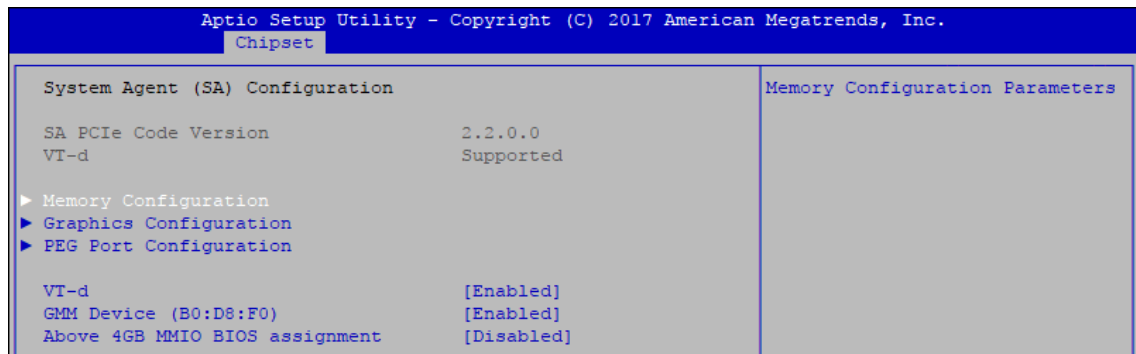 Aptio Setup Utility - Copyright (C) 2017 American Megatrends, Inc.
Chipset
System Agent (SA) Configuration
Memory Configuration Parameters
SA PCIe Code Version 2.2.0.0
VT-d Supported
► Memory Configuration
► Graphics Configuration
► PEG Port Configuration
VT-d [Enabled]
GMM Device (B0:D8:F0) [Enabled]
Above 4GB MMIO BIOS assignment [Disabled]